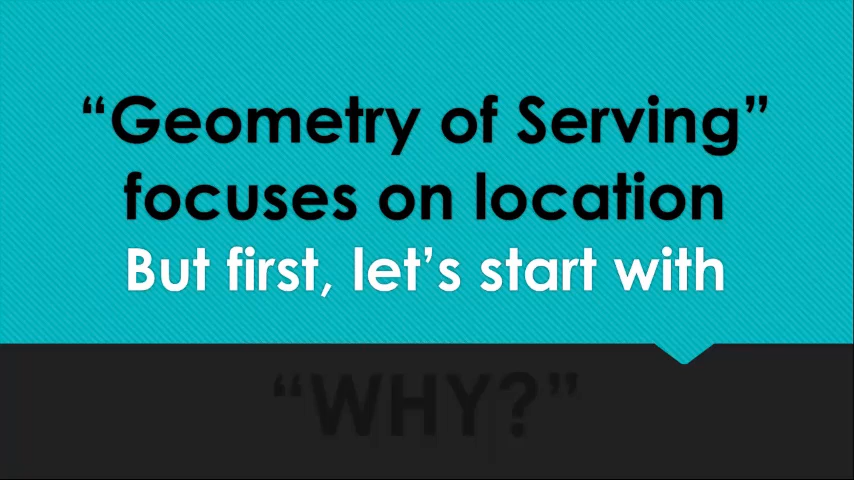 “Geometry of Serving”
focuses on location
But first, let’s start with
“WHY?”